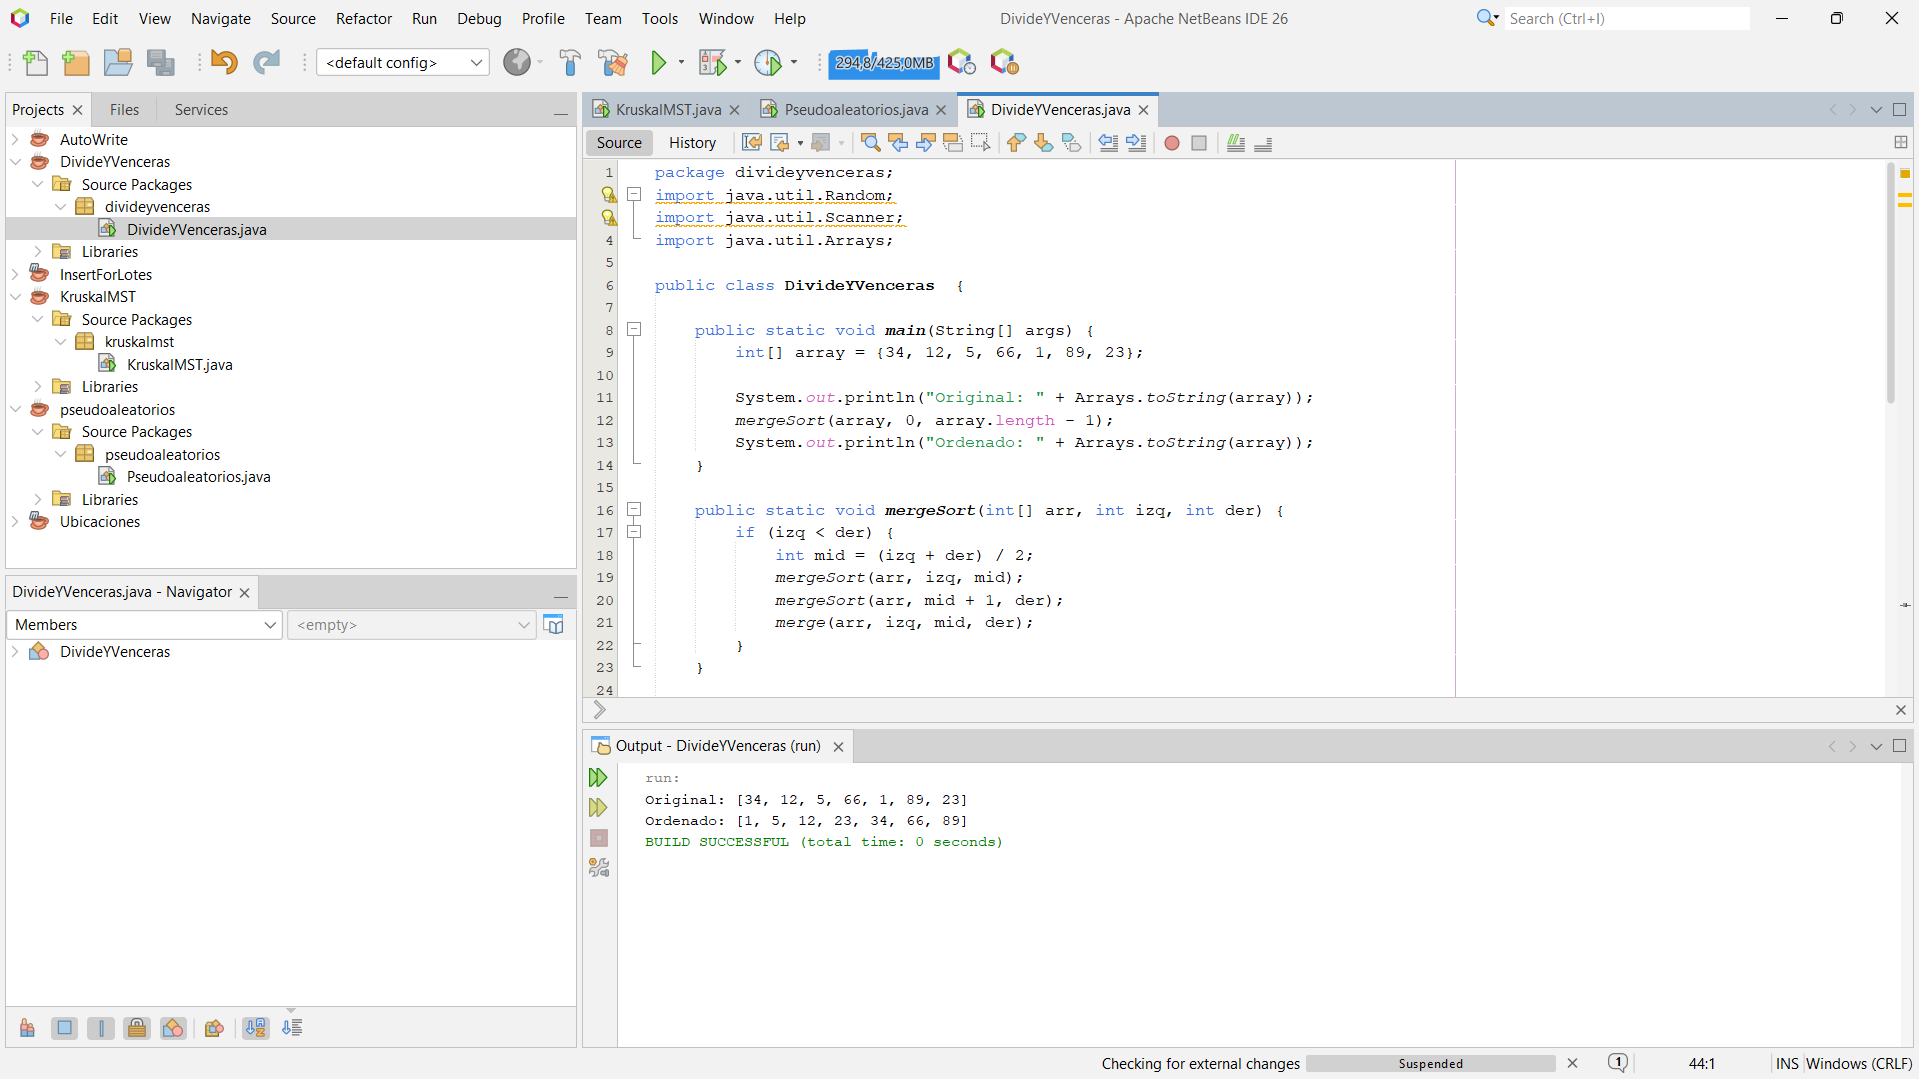 File Edit View Navigate Source Refactor Run Debug Profile Team Tools Window Help
DivideYVenceras - Apache NetBeans IDE 26
Search (Ctrl+I)
<default config>
294,8/425,0MB
Projects
Files
Services
AutoWrite
DivideYVenceras
Source Packages
divideyvenceras
DivideYVenceras.java
Libraries
InsertForLotes
KruskalMST
Source Packages
kruskalmst
KruskalMST.java
Libraries
pseudoaleatorios
Source Packages
pseudoaleatorios
Pseudoaleatorios.java
Libraries
Ubicaciones
DivideYVenceras.java - Navigator
Members
<empty>
DivideYVenceras
KruskalMST.java
Pseudoaleatorios.java
DivideYVenceras.java
Source History
1 package divideyvenceras;
import java.util.Random;
import java.util.Scanner;
4 import java.util.Arrays;
5
6 public class DivideYVenceras  {
7
8 public static void main(String[] args) {
9 int[] array = {34, 12, 5, 66, 1, 89, 23};
10
11 System.out.println("Original: " + Arrays.toString(array));
12 mergeSort(array, 0, array.length - 1);
13 System.out.println("Ordenado: " + Arrays.toString(array));
14 }
15
16 public static void mergeSort(int[] arr, int izq, int der) {
17 if (izq < der) {
18 int mid = (izq + der) / 2;
19 mergeSort(arr, izq, mid);
20 mergeSort(arr, mid + 1, der);
21 merge(arr, izq, mid, der);
22 }
23 }
24
Output - DivideYVenceras (run)
run:
Original: [34, 12, 5, 66, 1, 89, 23]
Ordenado: [1, 5, 12, 23, 34, 66, 89]
BUILD SUCCESSFUL (total time: 0 seconds)
Checking for external changes
Suspended
1
44:1
INS
Windows (CRLF)